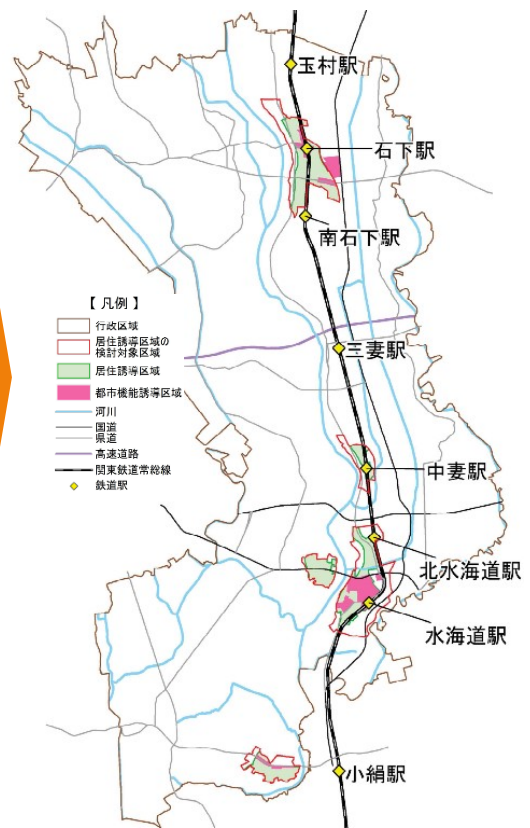 玉村駅
石下駅
南石下駅
【 凡例 】
行政区域
居住誘導区域の
検討対象区域
居住誘導区域
都市機能誘導区域
河川
国道
県道
高速道路
関東鉄道常総線
鉄道駅
三妻駅
中妻駅
北水海道駅
水海道駅
小絹駅